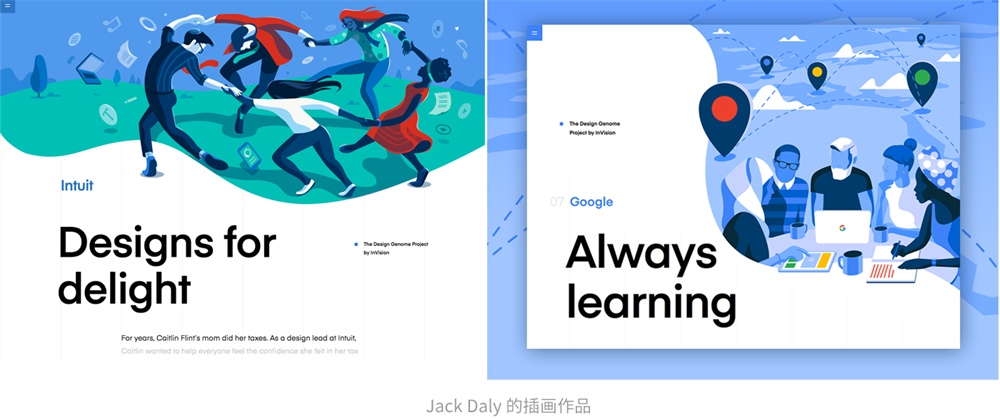 Intuit
Designs for
delight
The Design Genome Project
by InVision
For years, Caitlin Flint's mom did her taxes. As a design lead at Intuit,
Caitlin wanted to help everyone feel the confidence she felt in her tax
The Design Genome
Project by InVision
07 Google
Always
learning
G
Jack Daly 的插画作品